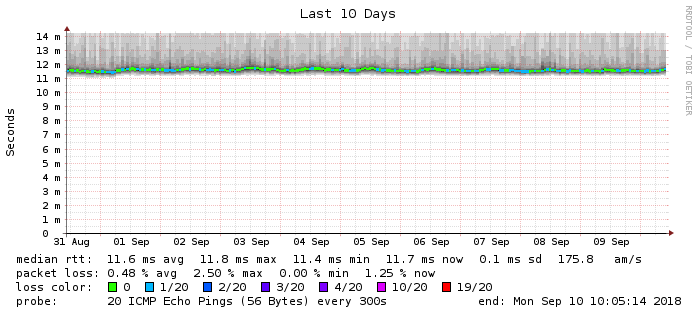 Last 10 Days
RRDTOOL / TOBI OETIKER
Seconds
14 m
13 m
12 m
11 m
10 m
9 m
8 m
7 m
6 m
5 m
4 m
3 m
2 m
1 m
0
31 Aug 01 Sep 02 Sep 03 Sep 04 Sep 05 Sep 06 Sep 07 Sep 08 Sep 09 Sep
median rtt: 11.6 ms avg 11.8 ms max 11.4 ms min 11.7 ms now 0.1 ms sd 175.8 am/s
packet loss: 0.48 % avg 2.50 % max 0.00 % min 1.25 % now
loss color: 0 1/20 2/20 3/20 4/20 10/20 19/20
probe: 20 ICMP Echo Pings (56 Bytes) every 300s end: Mon Sep 10 10:05:14 2018